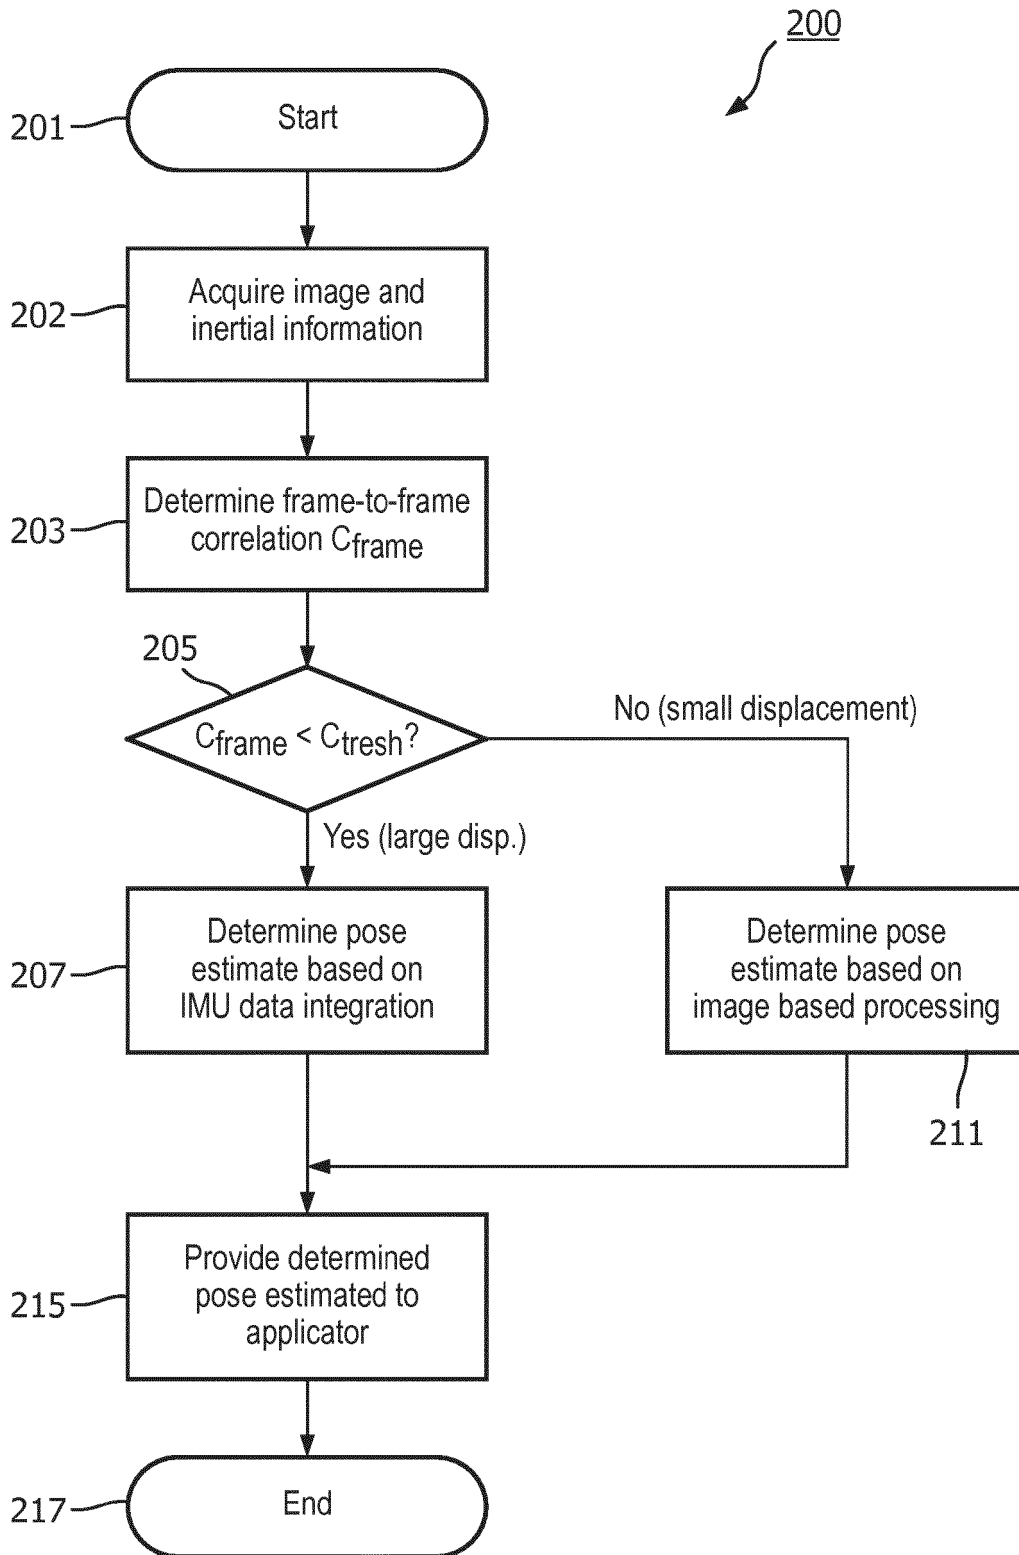 200
201
Start
202
Acquire image and
inertial information
203
Determine frame-to-frame
correlation Cframe
205
Cframe < Ctresh?
No (small displacement)
Yes (large disp.)
207
Determine pose
estimate based on
IMU data integration
Determine pose
estimate based on
image based processing
211
215
Provide determined
pose estimated to
applicator
217
End